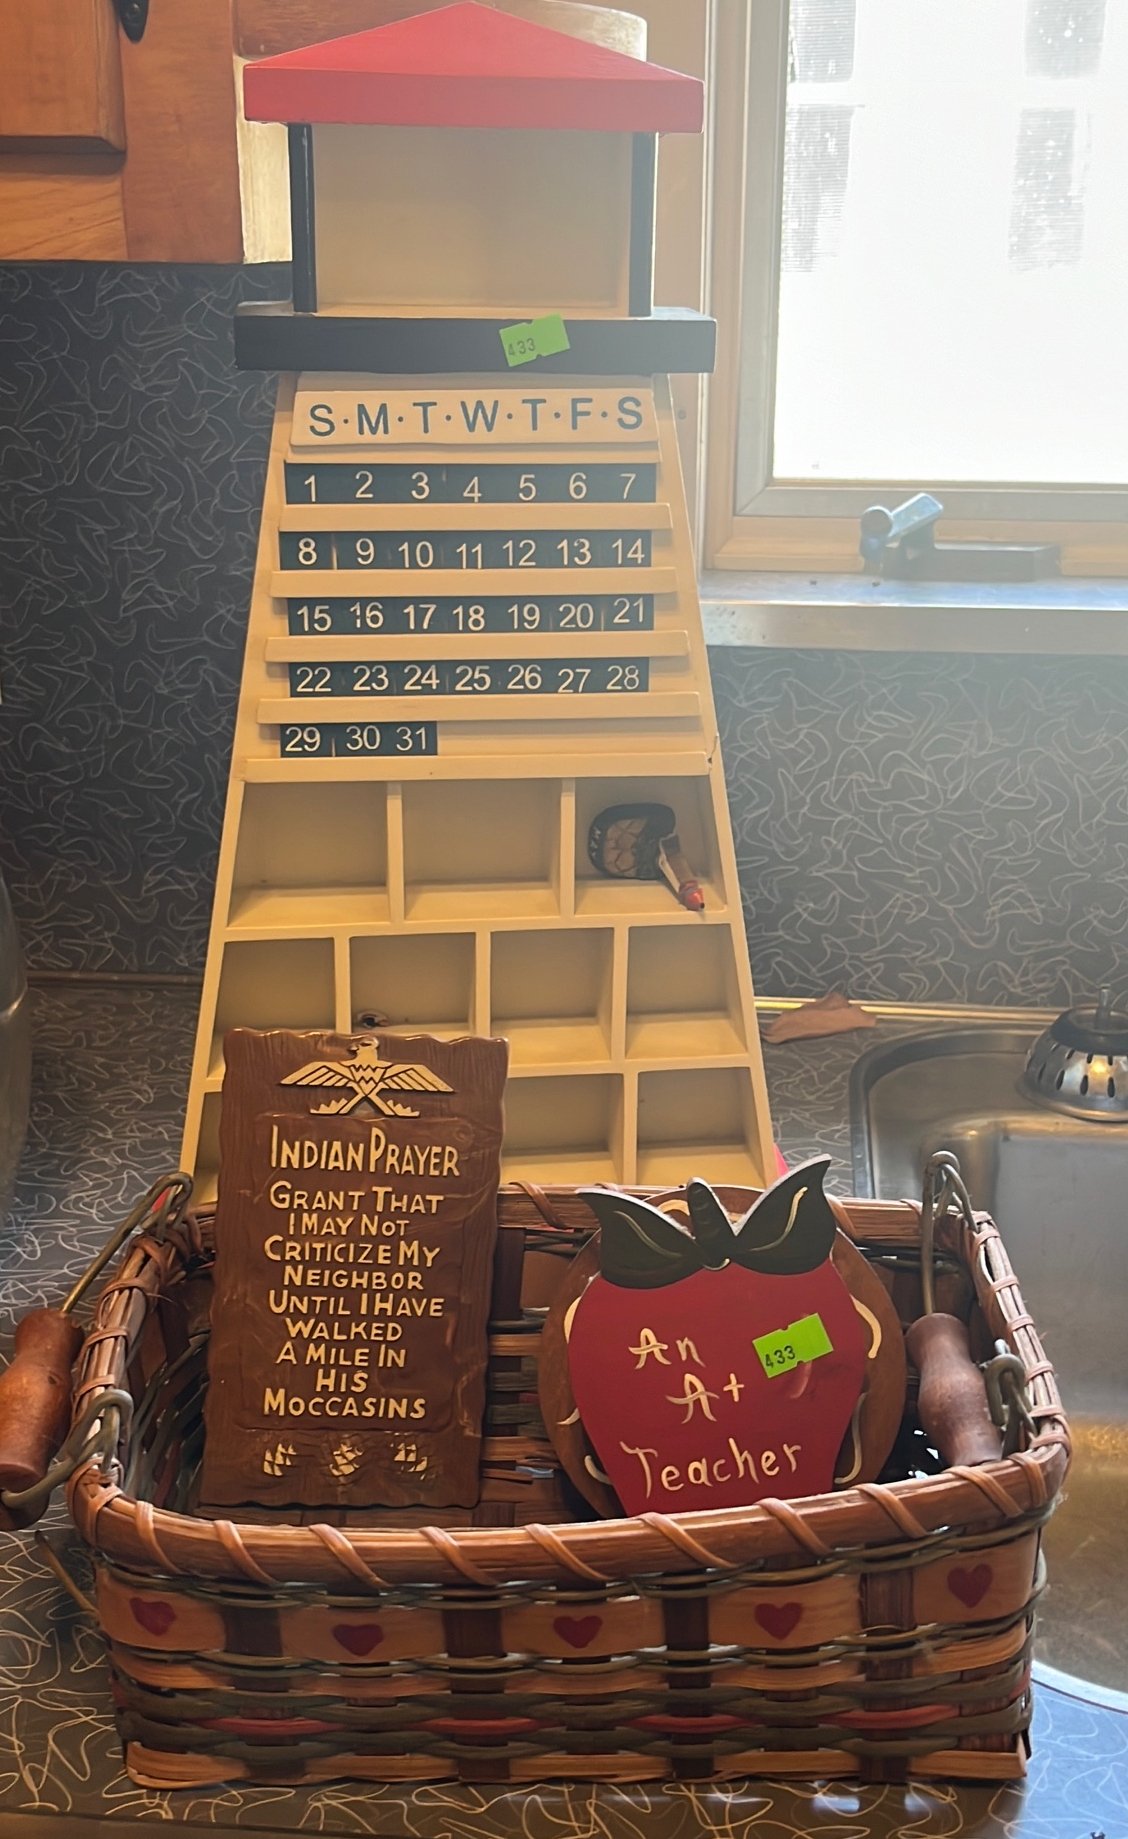 433
S·M·T·W·T·F·S
1 2 3 4 5 6 7
8 9 10 11 12 13 14
15 16 17 18 19 20 21
22 23 24 25 26 27 28
29 30 31
INDIAN PRAYER
GRANT THAT
I MAY NOT
CRITICIZE MY
NEIGHBOR
UNTIL I HAVE
WALKED
A MILE IN
HIS
MOCCASINS
An
A+
Teacher
433